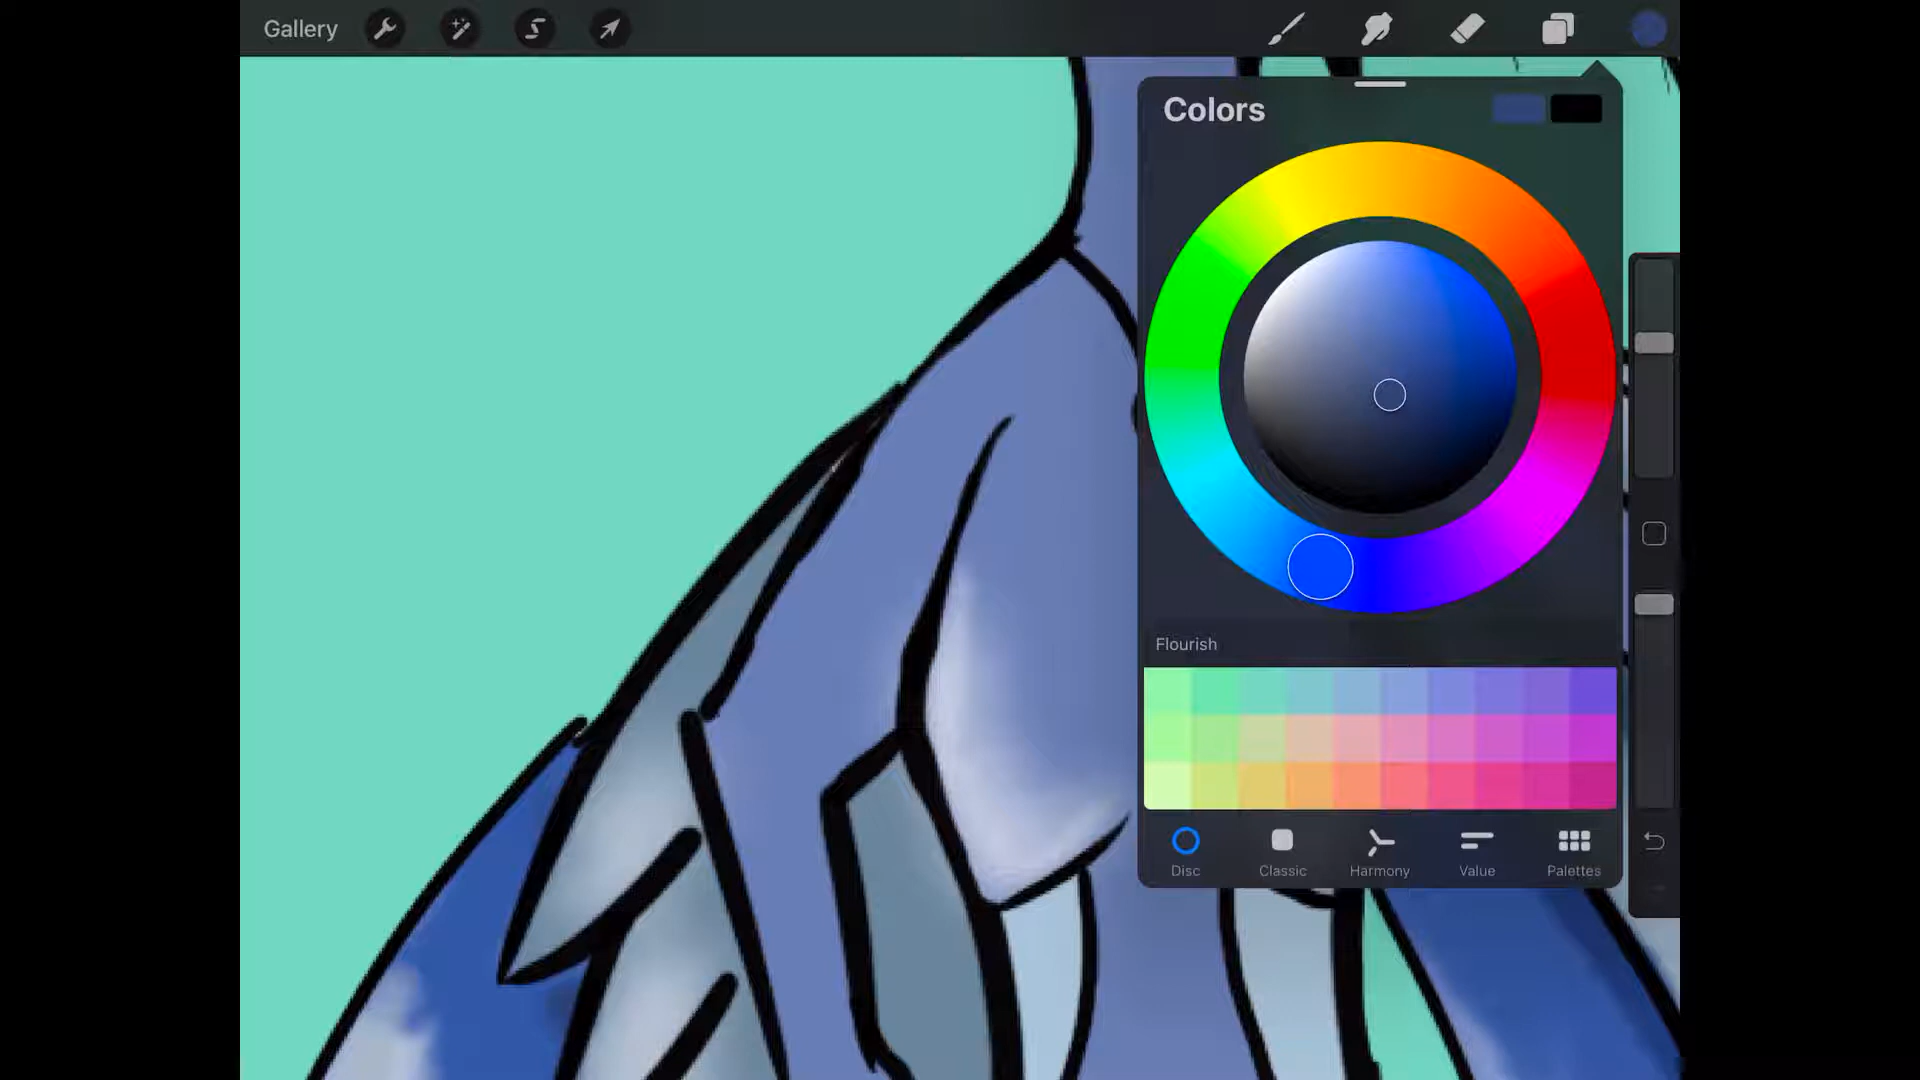 Gallery
Colors
Flourish
Disc
Classic
Harmony
Value
Palettes